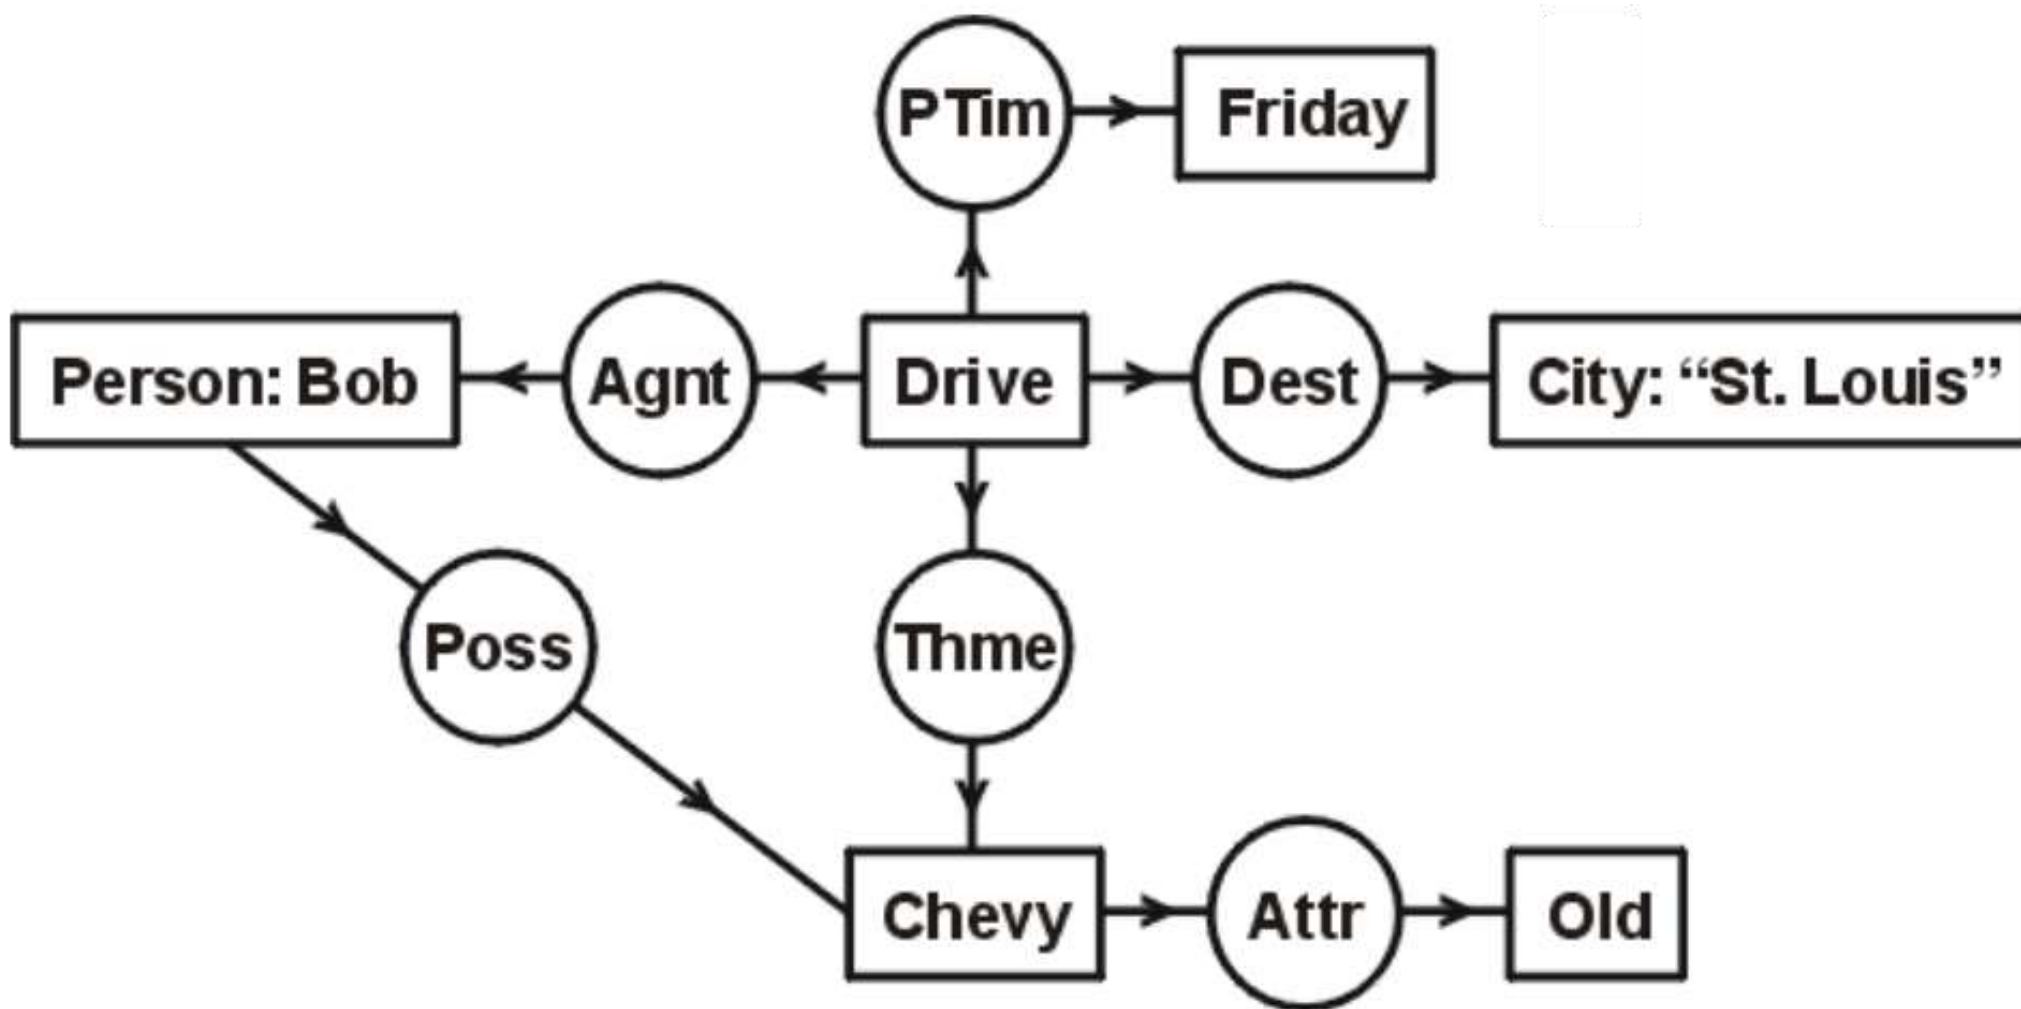 PTim Friday
Person: Bob Agnt Drive Dest City: “St. Louis”
Poss Thme
Chevy Attr Old